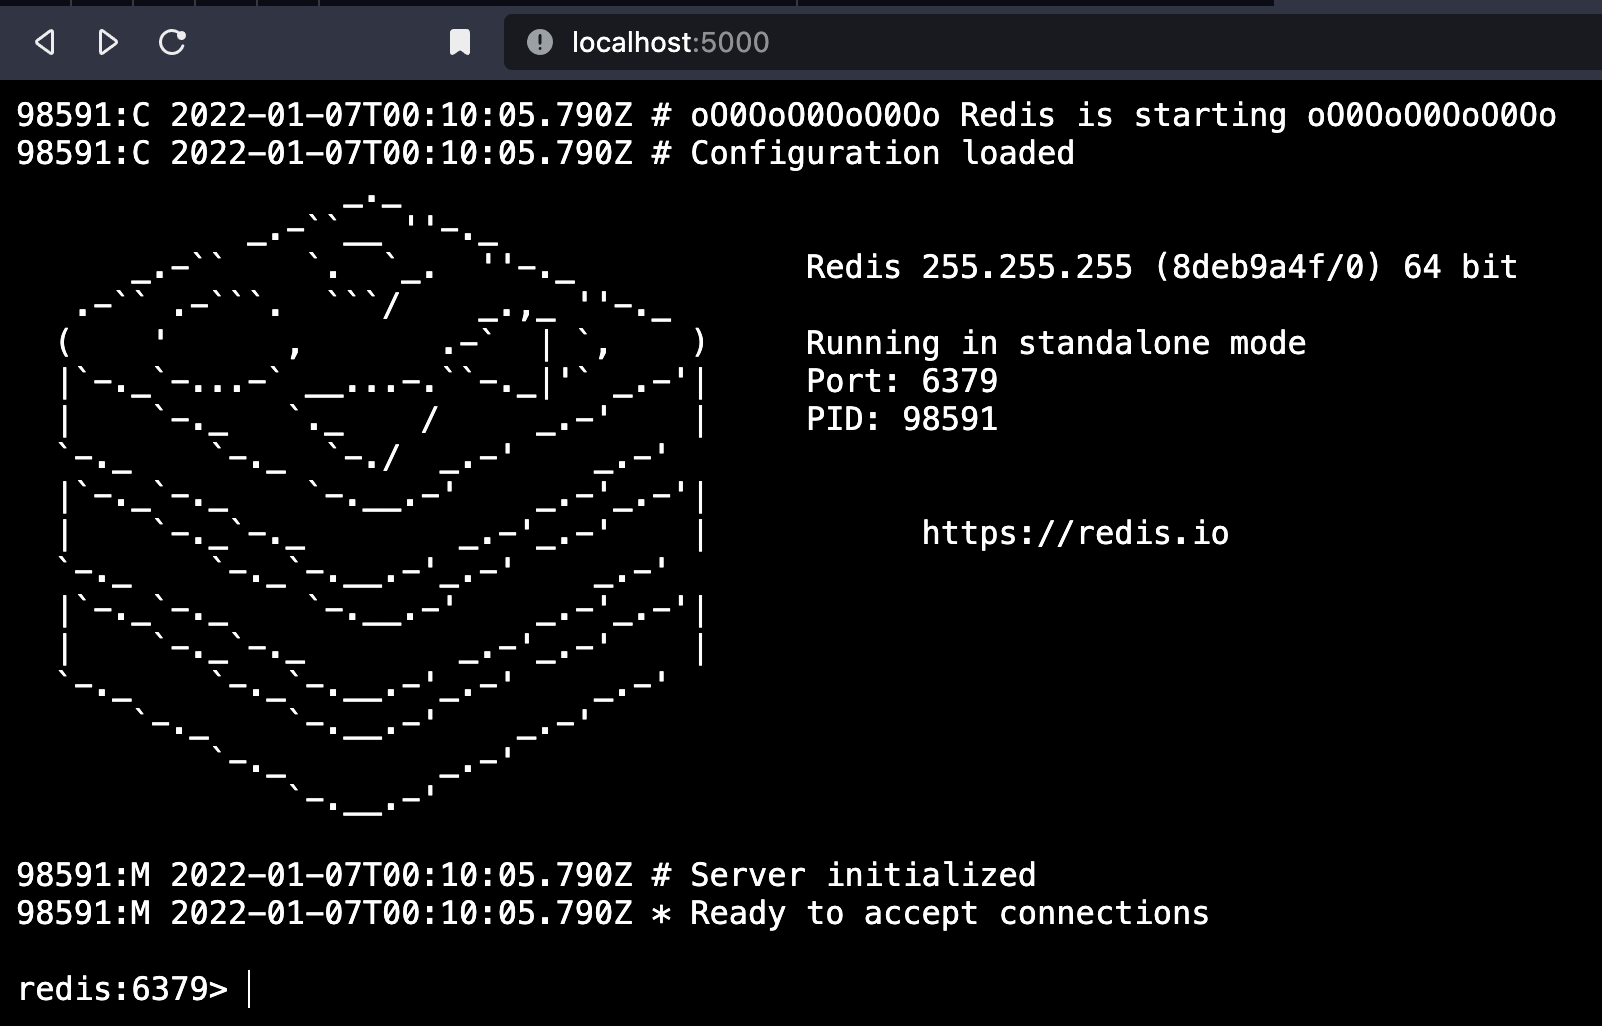 localhost:5000
98591:C 2022-01-07T00:10:05.790Z # oO0OoO0OoO0Oo Redis is starting oO0OoO0OoO0Oo
98591:C 2022-01-07T00:10:05.790Z # Configuration loaded
Redis 255.255.255 (8deb9a4f/0) 64 bit
Running in standalone mode
Port: 6379
PID: 98591
https://redis.io
98591:M 2022-01-07T00:10:05.790Z # Server initialized
98591:M 2022-01-07T00:10:05.790Z * Ready to accept connections
redis:6379>